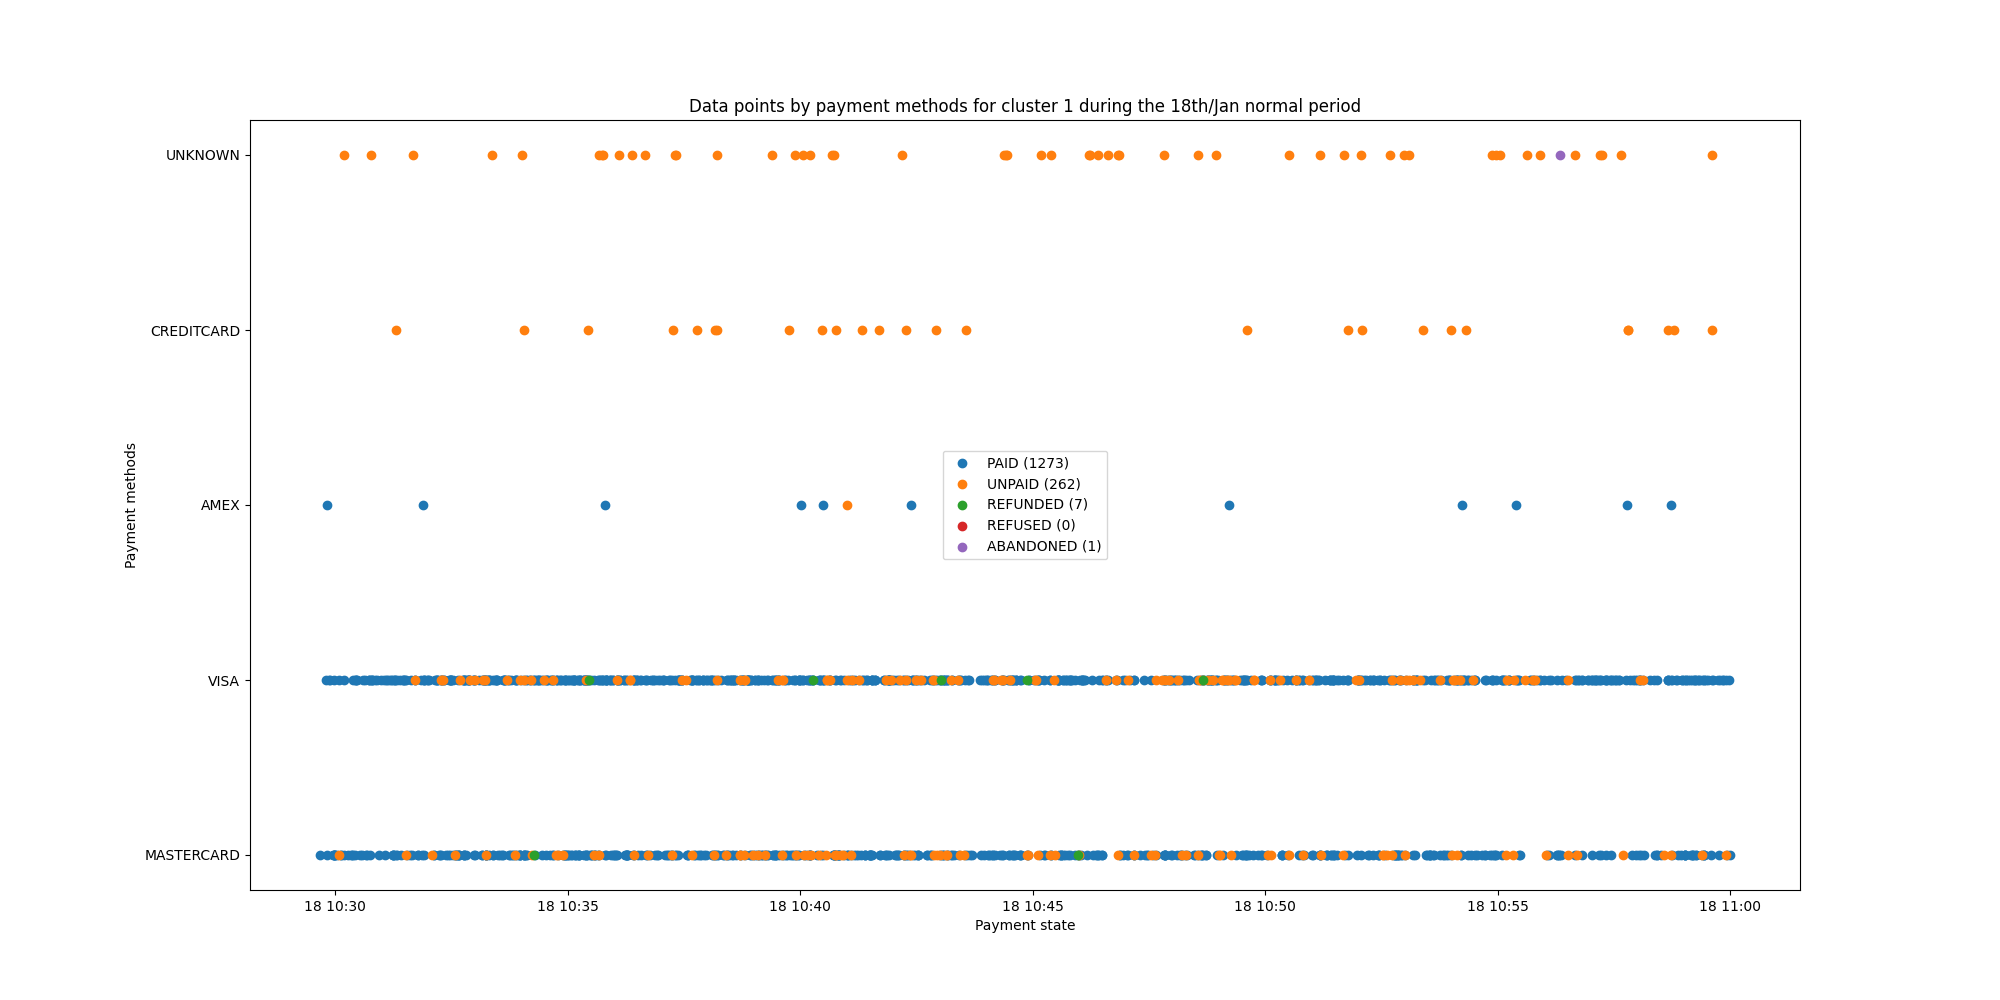 Data points by payment methods for cluster 1 during the 18th/Jan normal period
UNKNOWN
CREDITCARD
AMEX
VISA
MASTERCARD
Payment methods
PAID (1273)
UNPAID (262)
REFUNDED (7)
REFUSED (0)
ABANDONED (1)
18 10:30 18 10:35 18 10:40 18 10:45 18 10:50 18 10:55 18 11:00
Payment state